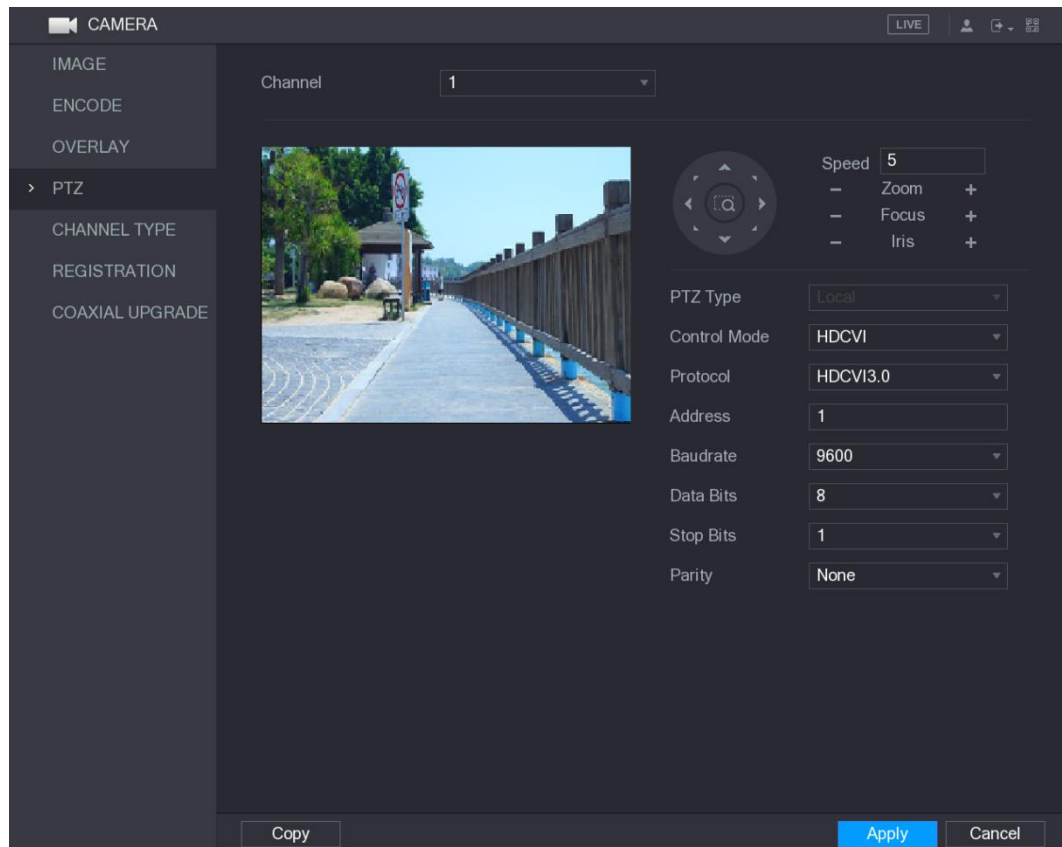 CAMERA
LIVE
IMAGE
ENCODE
OVERLAY
PTZ
CHANNEL TYPE
REGISTRATION
COAXIAL UPGRADE
Channel 1
Speed 5
− Zoom +
− Focus +
− Iris +
PTZ Type Local
Control Mode HDCVI
Protocol HDCVI3.0
Address 1
Baudrate 9600
Data Bits 8
Stop Bits 1
Parity None
Copy Apply Cancel